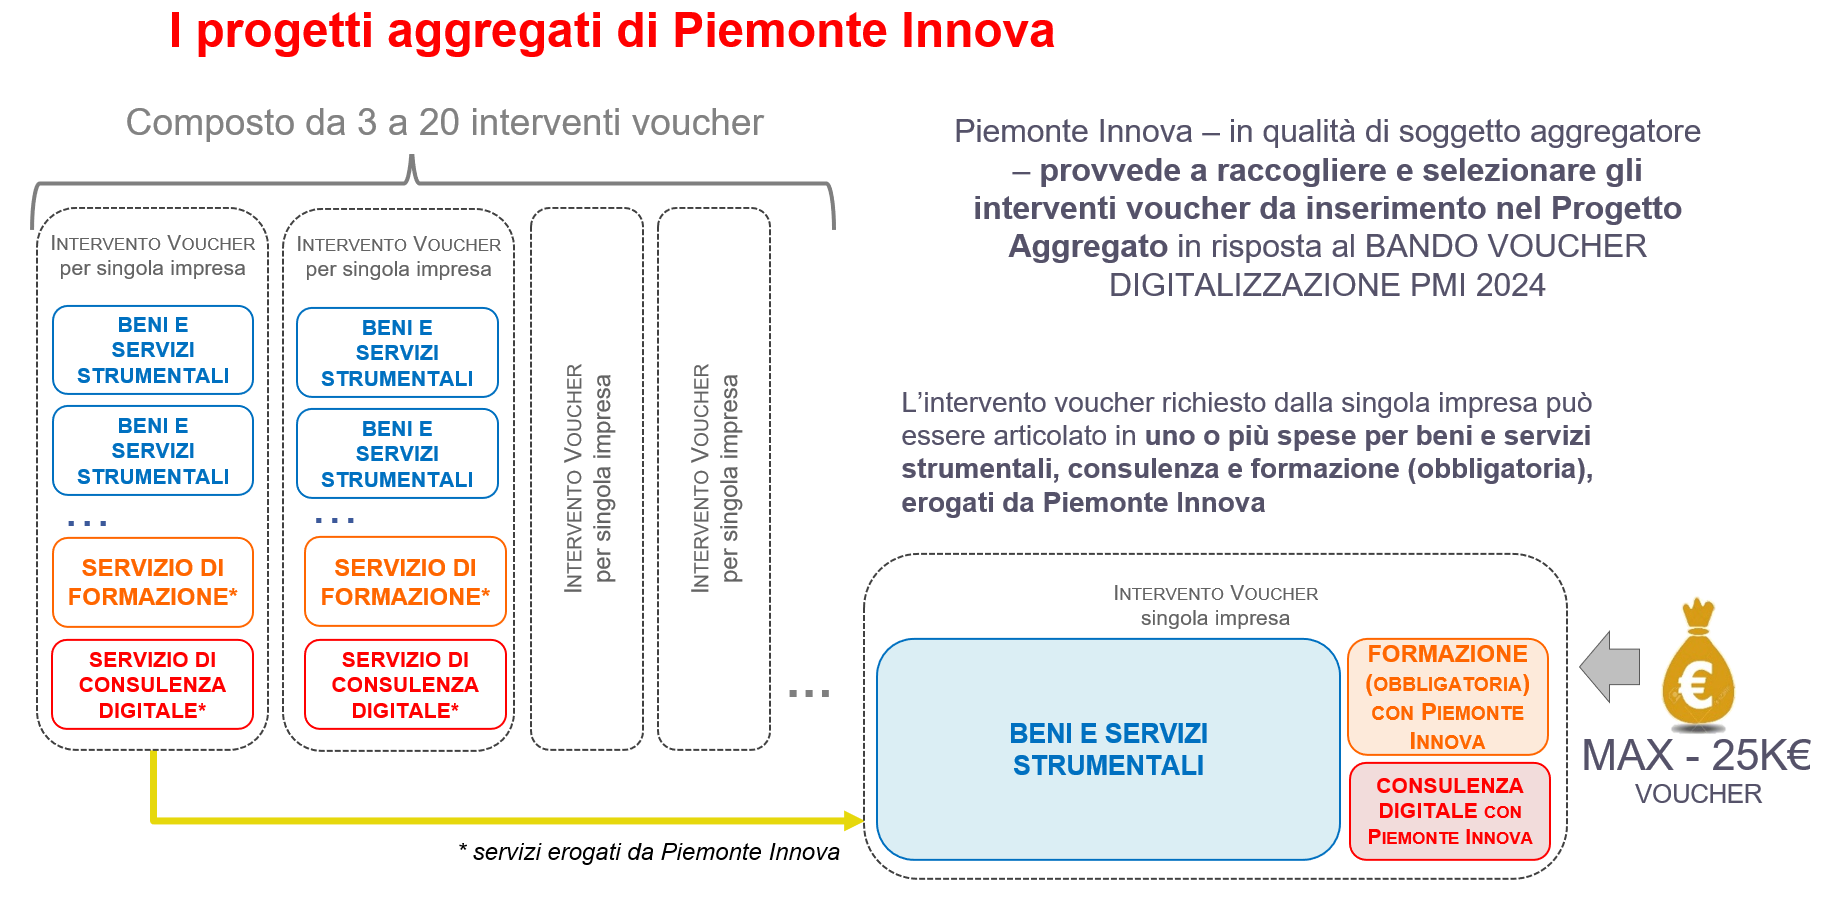 I progetti aggregati di Piemonte Innova
Composto da 3 a 20 interventi voucher
INTERVENTO VOUCHER
per singola impresa
BENI E
SERVIZI
STRUMENTALI
BENI E
SERVIZI
STRUMENTALI
...
SERVIZIO DI
FORMAZIONE*
SERVIZIO DI
CONSULENZA
DIGITALE*
INTERVENTO VOUCHER
per singola impresa
BENI E
SERVIZI
STRUMENTALI
BENI E
SERVIZI
STRUMENTALI
...
SERVIZIO DI
FORMAZIONE*
SERVIZIO DI
CONSULENZA
DIGITALE*
INTERVENTO VOUCHER
per singola impresa
INTERVENTO VOUCHER
per singola impresa
...
* servizi erogati da Piemonte Innova
Piemonte Innova – in qualità di soggetto aggregatore
– provvede a raccogliere e selezionare gli
interventi voucher da inserimento nel Progetto
Aggregato in risposta al BANDO VOUCHER
DIGITALIZZAZIONE PMI 2024
L’intervento voucher richiesto dalla singola impresa può
essere articolato in uno o più spese per beni e servizi
strumentali, consulenza e formazione (obbligatoria),
erogati da Piemonte Innova
INTERVENTO VOUCHER
singola impresa
BENI E SERVIZI
STRUMENTALI
FORMAZIONE
(OBBLIGATORIA)
CON PIEMONTE
INNOVA
CONSULENZA
DIGITALE CON
PIEMONTE INNOVA
€
MAX - 25K€
VOUCHER